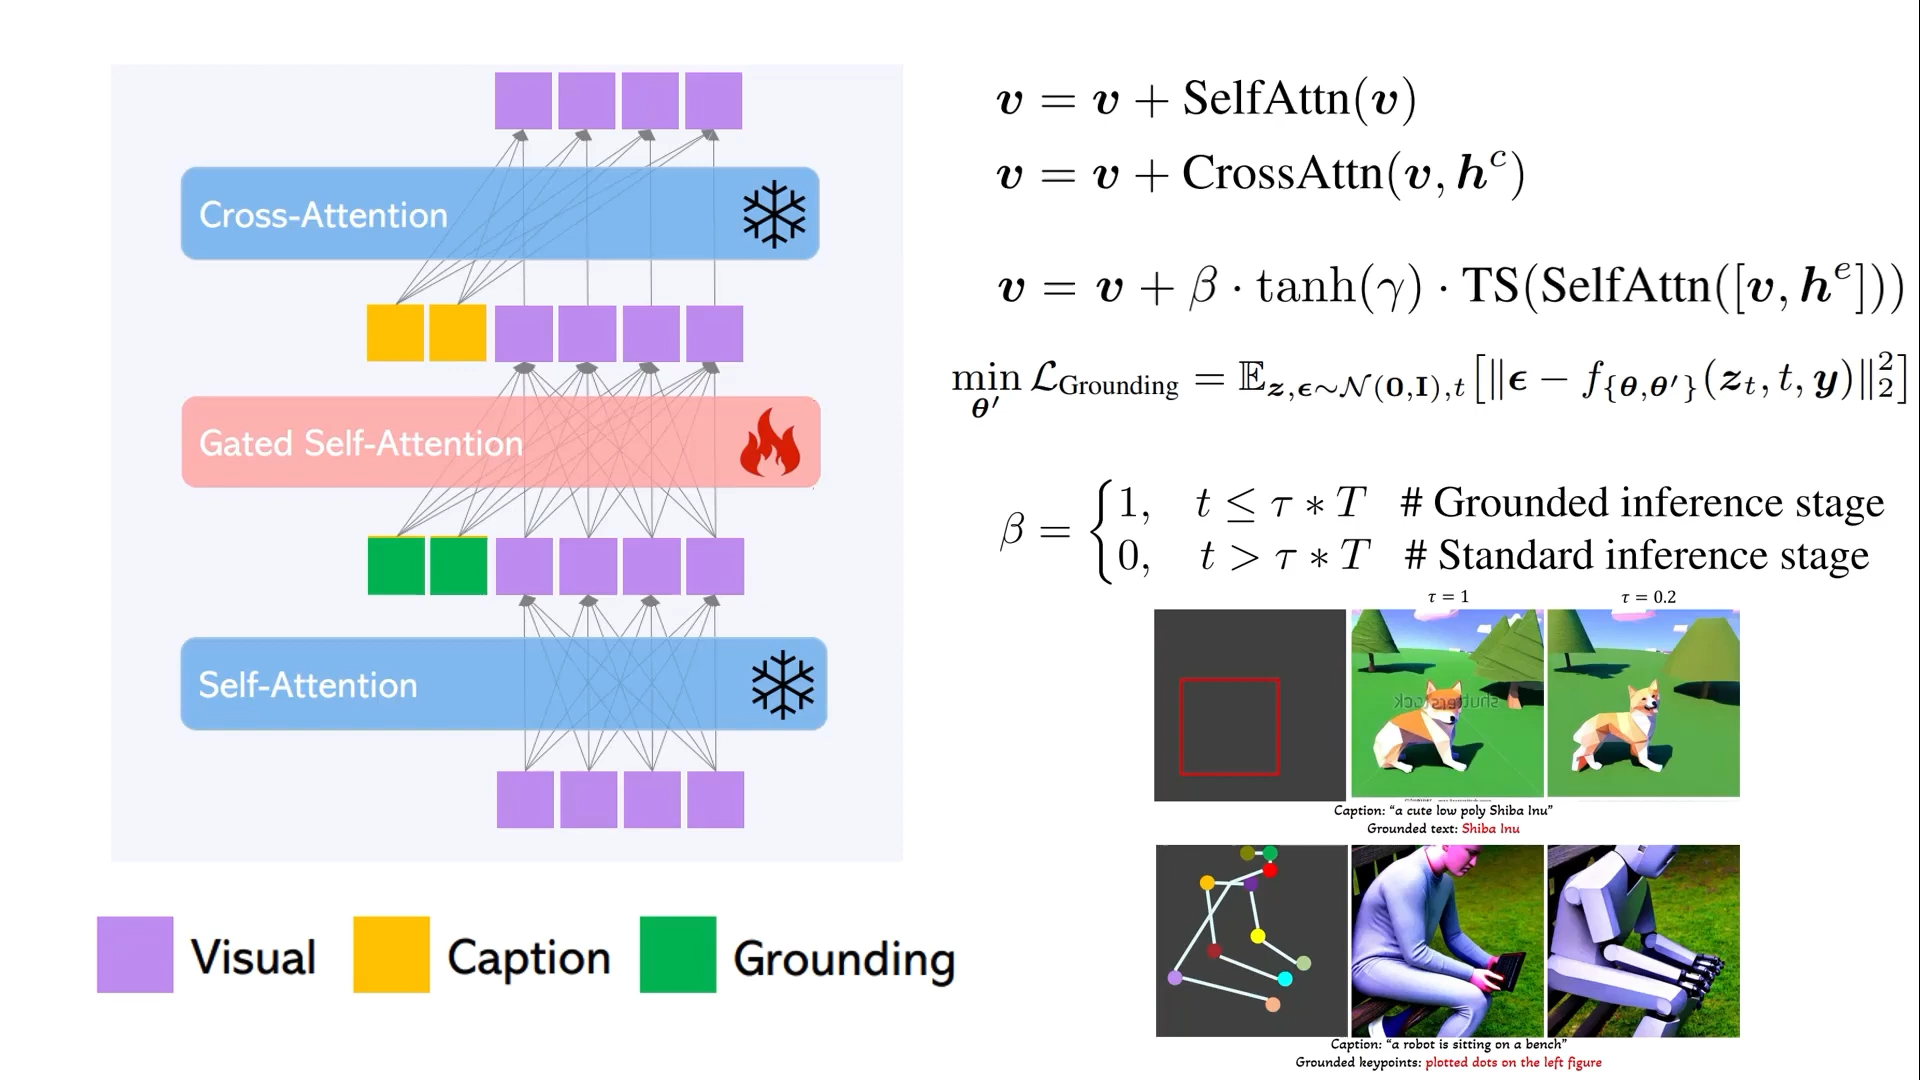 Cross-Attention
Gated Self-Attention
Self-Attention
Visual
Caption
Grounding
v = v + SelfAttn(v)
v = v + CrossAttn(v, h^c)
v = v + β · tanh(γ) · TS(SelfAttn([v, h^e]))
min_{θ′} 𝓛_Grounding = 𝔼_{z, ϵ∼𝒩(0,I), t} [‖ϵ − f_{θ,θ′}(z_t, t, y)‖₂²]
β = { 1, t ≤ τ ∗ T # Grounded inference stage
0, t > τ ∗ T # Standard inference stage
τ = 1 τ = 0.2
shutterstock
Caption: “a cute low poly Shiba Inu”
Grounded text: Shiba Inu
Caption: “a robot is sitting on a bench”
Grounded keypoints: plotted dots on the left figure